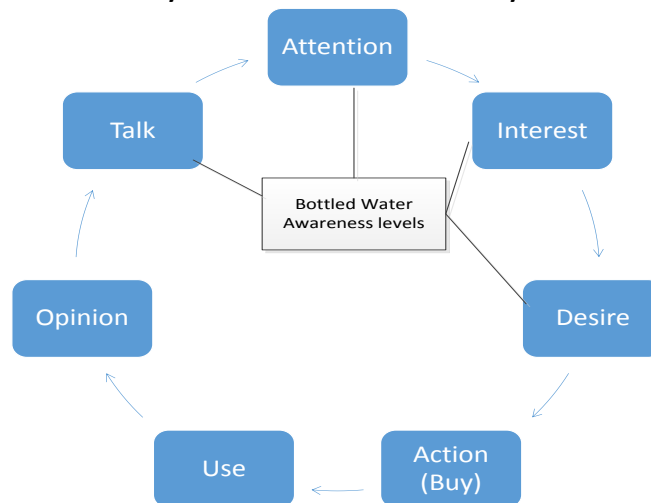 Attention
Talk
Interest
Bottled Water
Awareness levels
Opinion
Desire
Use
Action
(Buy)